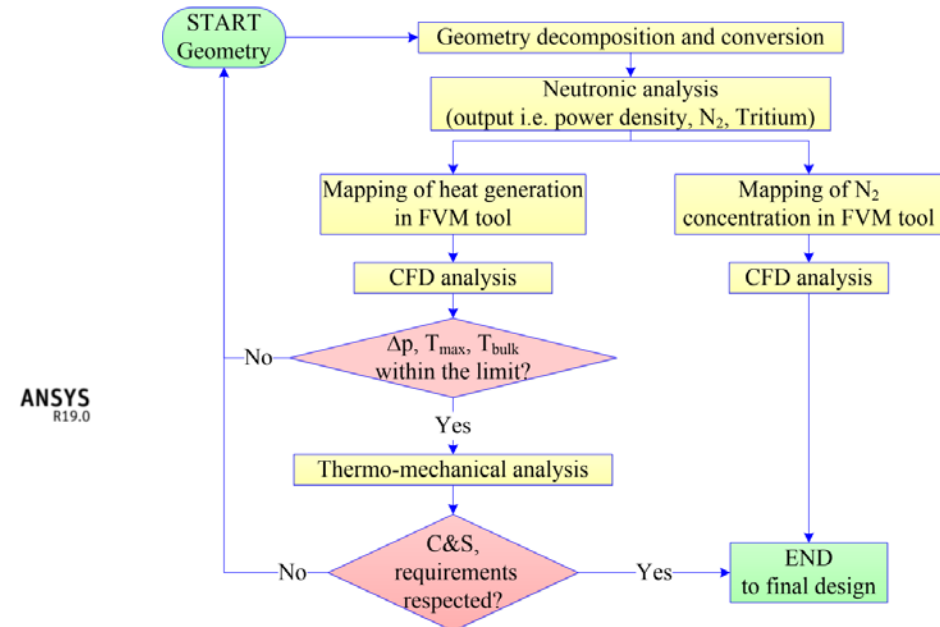 START
Geometry
Geometry decomposition and conversion
Neutronic analysis
(output i.e. power density, N₂, Tritium)
Mapping of heat generation
in FVM tool
Mapping of N₂
concentration in FVM tool
CFD analysis
CFD analysis
Δp, Tₘₐₓ, T_bulk
within the limit?
No
Yes
ANSYS
R19.0
Thermo-mechanical analysis
C&S,
requirements
respected?
No
Yes
END
to final design